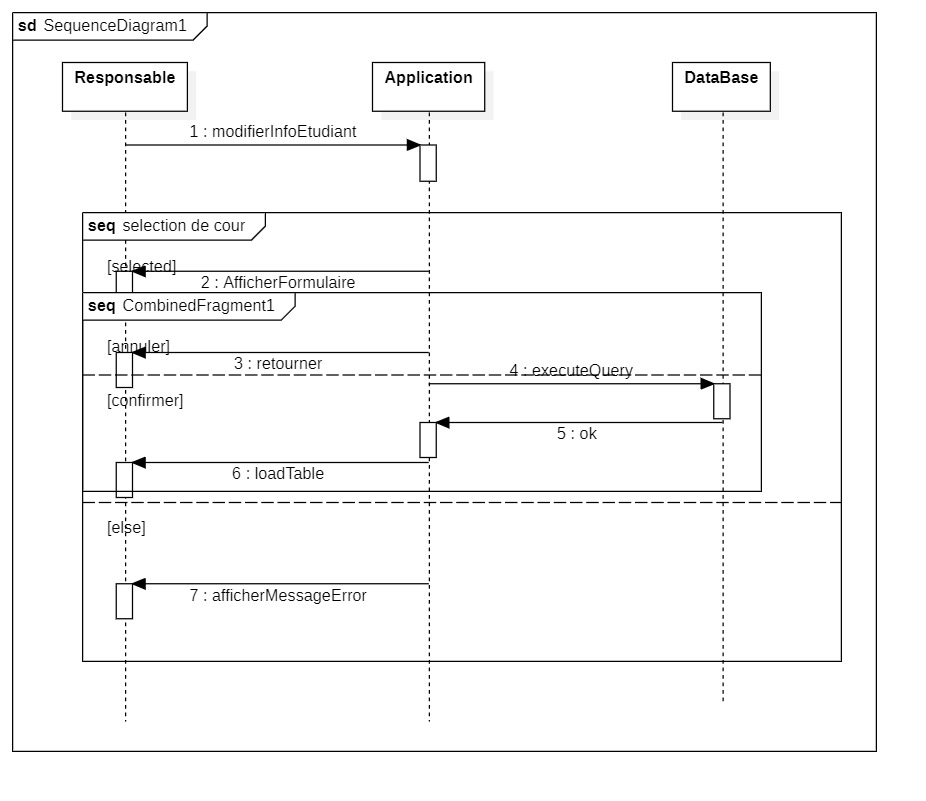 sd SequenceDiagram1
Responsable
Application
DataBase
1 : modifierInfoEtudiant
seq selection de cour
[selected]
2 : AfficherFormulaire
seq CombinedFragment1
[annuler]
3 : retourner
4 : executeQuery
[confirmer]
5 : ok
6 : loadTable
[else]
7 : afficherMessageError